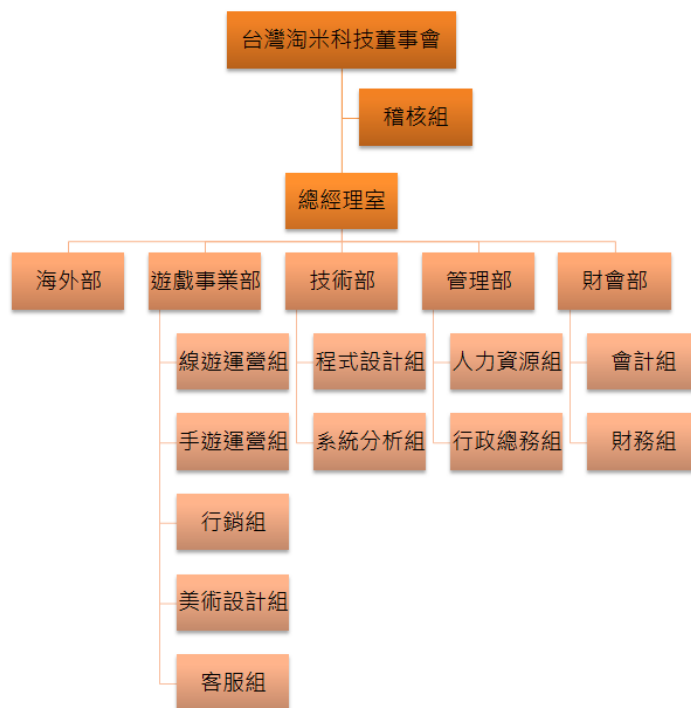 台灣淘米科技董事會
稽核組
總經理室
海外部
遊戲事業部
技術部
管理部
財會部
線遊運營組
程式設計組
人力資源組
會計組
手遊運營組
系統分析組
行政總務組
財務組
行銷組
美術設計組
客服組